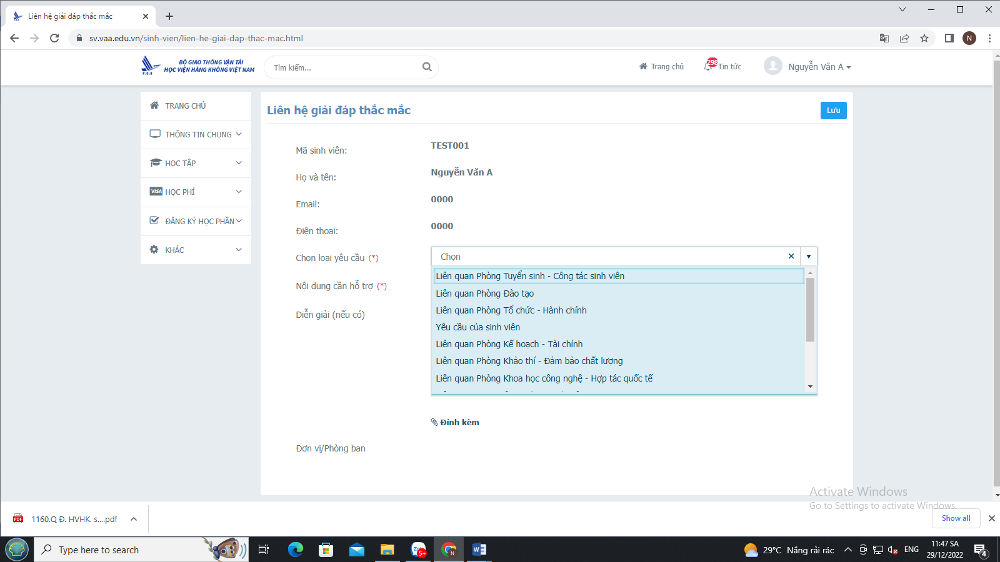 Liên hệ giải đáp thắc mắc
sv.vaa.edu.vn/sinh-vien/lien-he-giai-dap-thac-mac.html
N
VAA
BỘ GIAO THÔNG VẬN TẢI
HỌC VIỆN HÀNG KHÔNG VIỆT NAM
Tìm kiếm...
Trang chủ
298
Tin tức
Nguyễn Văn A
TRANG CHỦ
THÔNG TIN CHUNG
HỌC TẬP
VISA HỌC PHÍ
ĐĂNG KÝ HỌC PHẦN
KHÁC
Liên hệ giải đáp thắc mắc
Lưu
Mã sinh viên: TEST001
Họ và tên: Nguyễn Văn A
Email: 0000
Điện thoại: 0000
Chọn loại yêu cầu (*) Chọn
Nội dung cần hỗ trợ (*)
Diễn giải (nếu có)
Liên quan Phòng Tuyển sinh - Công tác sinh viên
Liên quan Phòng Đào tạo
Liên quan Phòng Tổ chức - Hành chính
Yêu cầu của sinh viên
Liên quan Phòng Kế hoạch - Tài chính
Liên quan Phòng Khảo thí - Đảm bảo chất lượng
Liên quan Phòng Khoa học công nghệ - Hợp tác quốc tế
Đính kèm
Đơn vị/Phòng ban
Activate Windows
Go to Settings to activate Windows.
PDF 1160.Q Đ. HVHK. s....pdf
Show all
Type here to search
5+
N
29°C Nắng rải rác
ENG
11:47 SA
29/12/2022
4